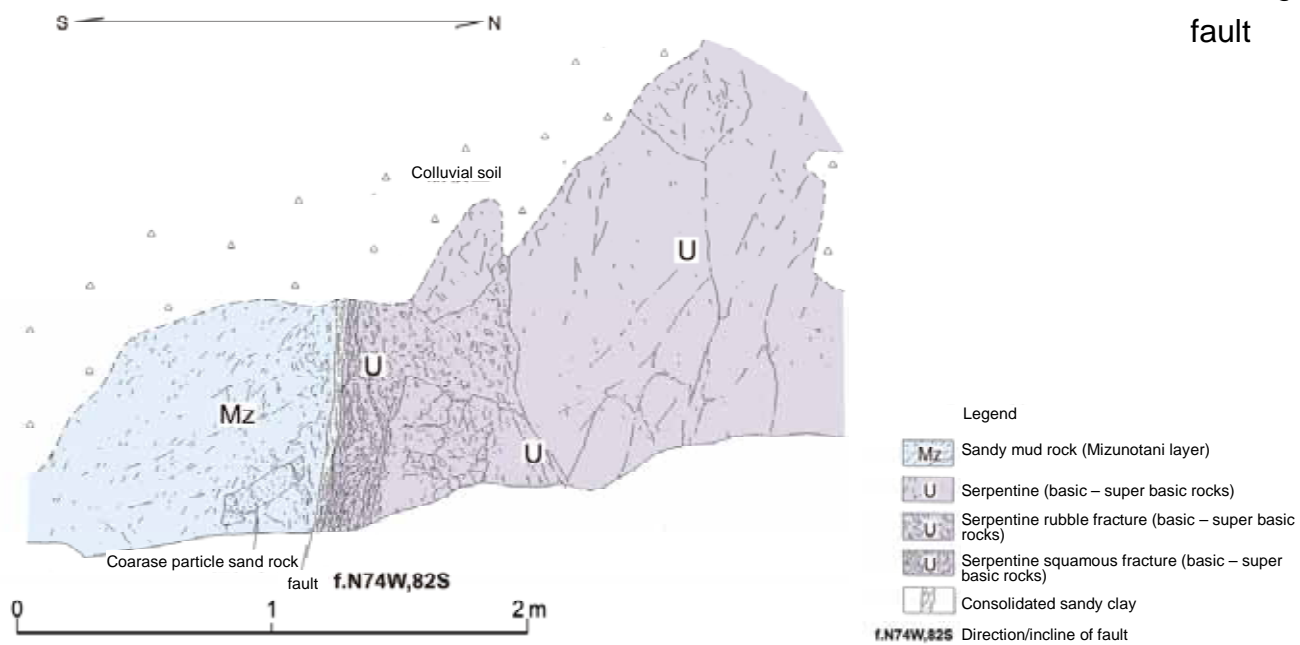 fault
S N
Colluvial soil
U
U
Mz
U
Coarase particle sand rock
fault f.N74W,82S
0 1 2 m
Legend
Mz Sandy mud rock (Mizunotani layer)
U Serpentine (basic – super basic rocks)
U Serpentine rubble fracture (basic – super basic
rocks)
U Serpentine squamous fracture (basic – super
basic rocks)
Consolidated sandy clay
f.N74W,82S Direction/incline of fault